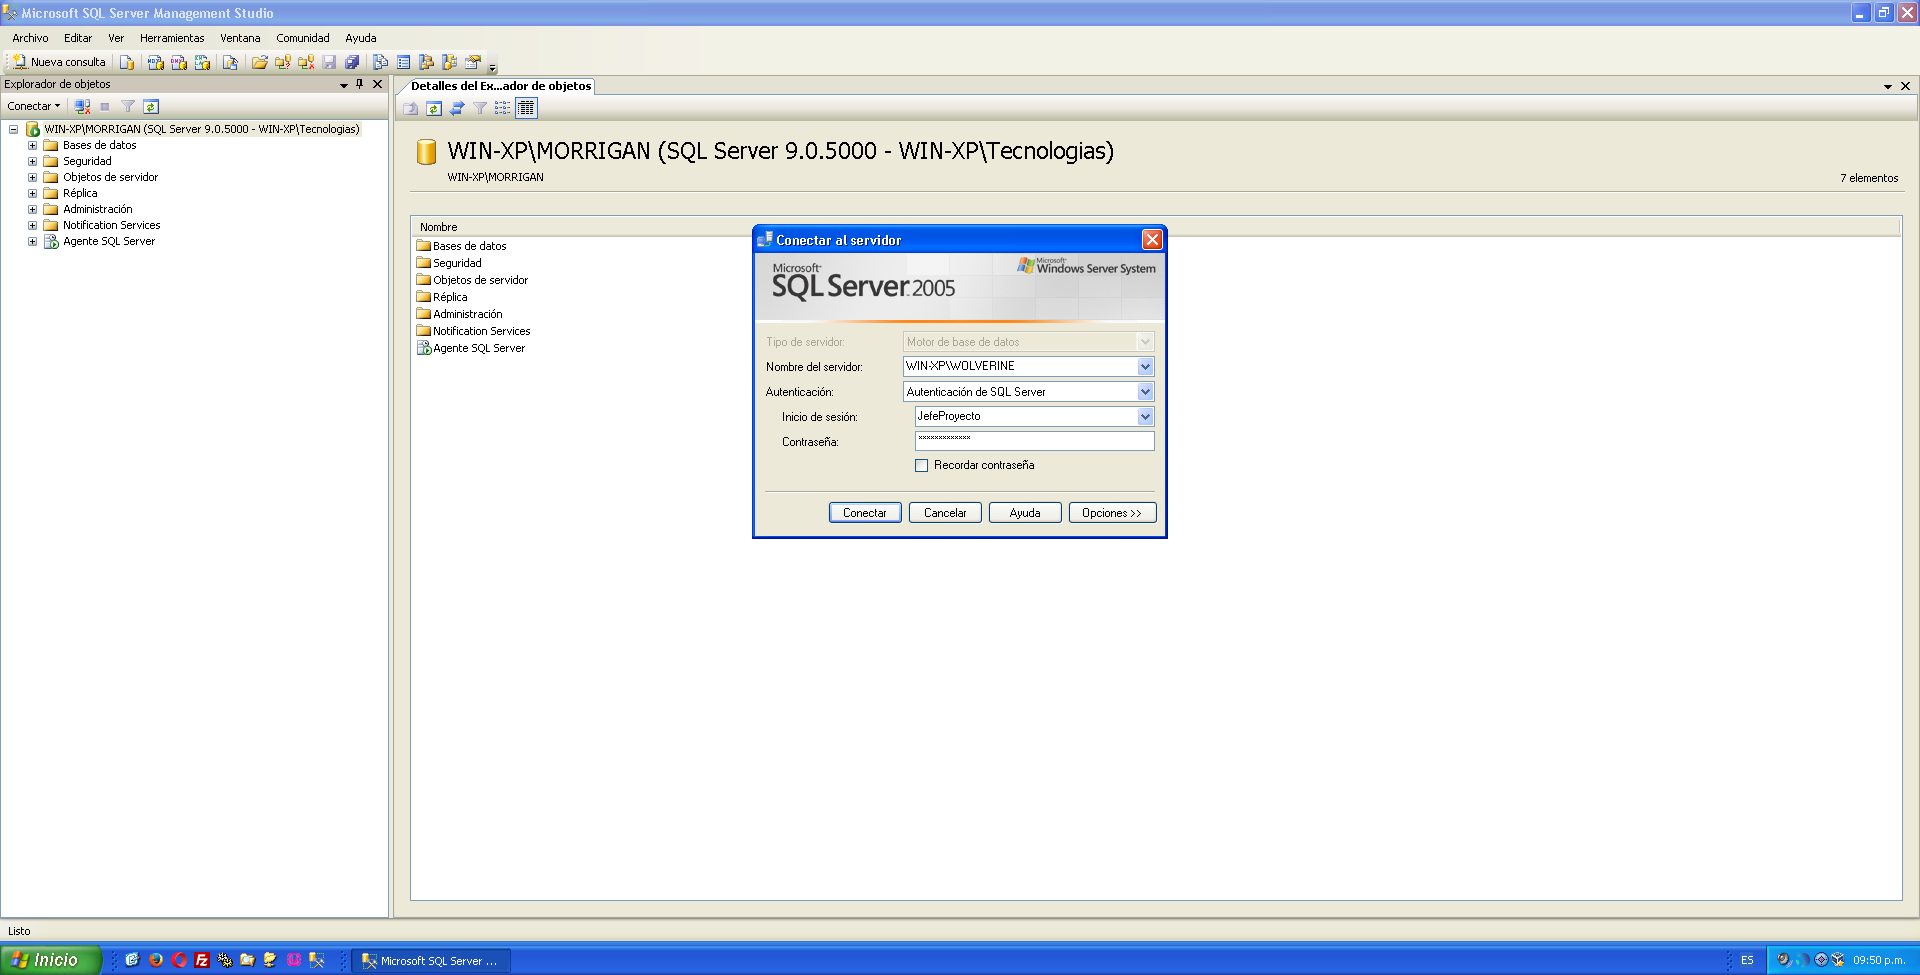 Microsoft SQL Server Management Studio
Archivo Editar Ver Herramientas Ventana Comunidad Ayuda
Nueva consulta
Explorador de objetos
Conectar
WIN-XP\MORRIGAN (SQL Server 9.0.5000 - WIN-XP\Tecnologias)
Bases de datos
Seguridad
Objetos de servidor
Réplica
Administración
Notification Services
Agente SQL Server
Detalles del Ex...ador de objetos
WIN-XP\MORRIGAN (SQL Server 9.0.5000 - WIN-XP\Tecnologias)
WIN-XP\MORRIGAN
7 elementos
Nombre
Bases de datos
Seguridad
Objetos de servidor
Réplica
Administración
Notification Services
Agente SQL Server
Conectar al servidor
Microsoft
SQL Server 2005
Microsoft
Windows Server System
Tipo de servidor: Motor de base de datos
Nombre del servidor: WIN-XP\WOLVERINE
Autenticación: Autenticación de SQL Server
Inicio de sesión: JefeProyecto
Contraseña: *************
Recordar contraseña
Conectar Cancelar Ayuda Opciones >>
Listo
Inicio
Microsoft SQL Server ...
ES
09:50 p.m.